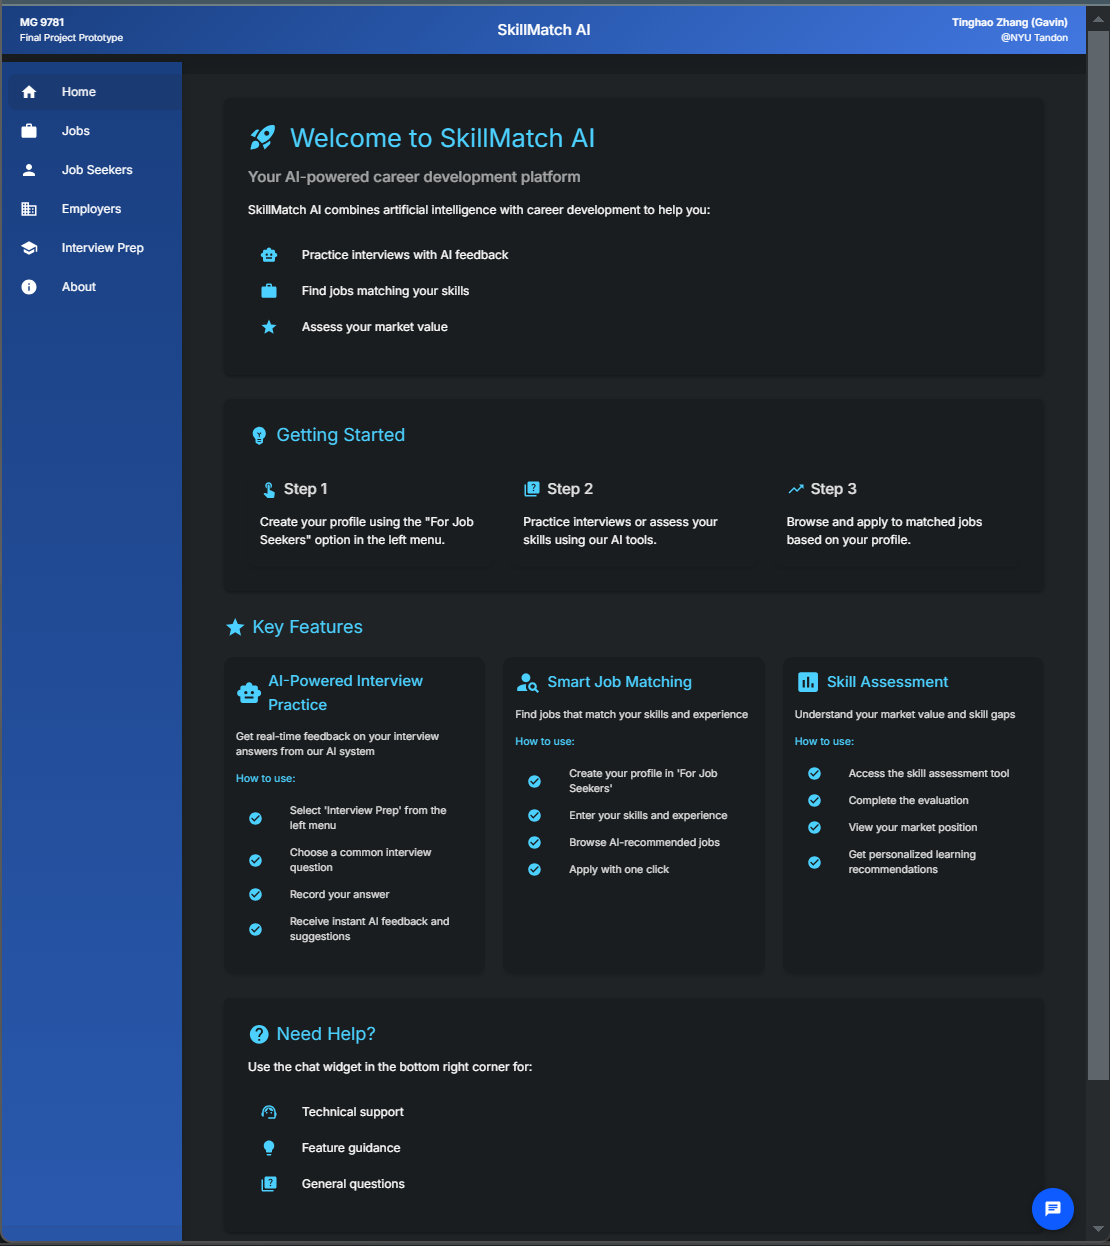 MG 9781
Final Project Prototype
SkillMatch AI
Tinghao Zhang (Gavin)
@NYU Tandon
Home
Jobs
Job Seekers
Employers
Interview Prep
About
Welcome to SkillMatch AI
Your AI-powered career development platform
SkillMatch AI combines artificial intelligence with career development to help you:
Practice interviews with AI feedback
Find jobs matching your skills
Assess your market value
Getting Started
Step 1
Create your profile using the "For Job
Seekers" option in the left menu.
Step 2
Practice interviews or assess your
skills using our AI tools.
Step 3
Browse and apply to matched jobs
based on your profile.
Key Features
AI-Powered Interview
Practice
Get real-time feedback on your interview
answers from our AI system
How to use:
Select 'Interview Prep' from the
left menu
Choose a common interview
question
Record your answer
Receive instant AI feedback and
suggestions
Smart Job Matching
Find jobs that match your skills and experience
How to use:
Create your profile in 'For Job
Seekers'
Enter your skills and experience
Browse AI-recommended jobs
Apply with one click
Skill Assessment
Understand your market value and skill gaps
How to use:
Access the skill assessment tool
Complete the evaluation
View your market position
Get personalized learning
recommendations
Need Help?
Use the chat widget in the bottom right corner for:
Technical support
Feature guidance
General questions